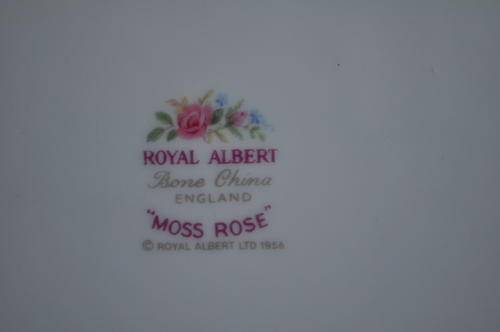 ROYAL ALBERT
Bone China
ENGLAND
"MOSS ROSE"
© ROYAL ALBERT LTD 1956